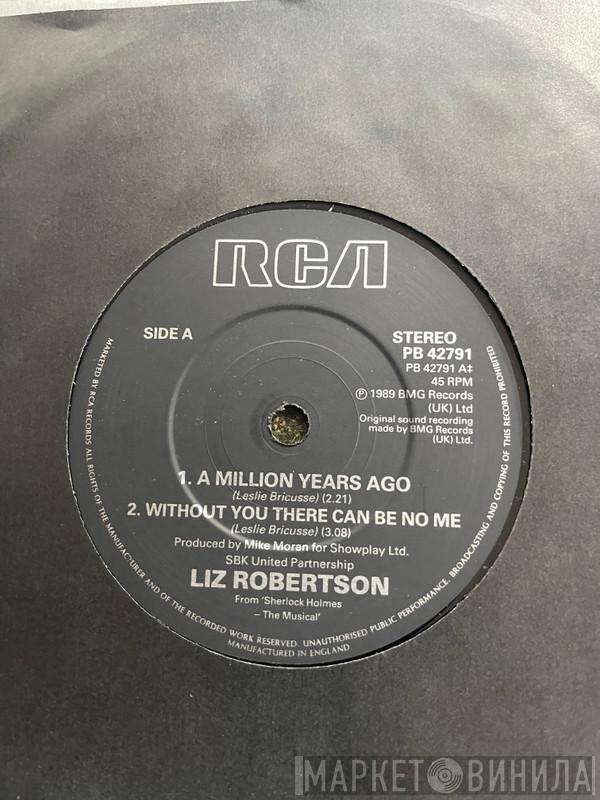 RCA
SIDE A
STEREO
PB 42791
PB 42791 A‡
45 RPM
℗ 1989 BMG Records
(UK) Ltd
Original sound recording
made by BMG Records
(UK) Ltd.
1. A MILLION YEARS AGO
(Leslie Bricusse) (2.21)
2. WITHOUT YOU THERE CAN BE NO ME
(Leslie Bricusse) (3.08)
Produced by Mike Moran for Showplay Ltd.
SBK United Partnership
LIZ ROBERTSON
From 'Sherlock Holmes
– The Musical'
MARKETED BY RCA RECORDS ALL RIGHTS OF THE MANUFACTURER AND OF THE RECORDED WORK RESERVED. UNAUTHORISED PUBLIC PERFORMANCE. BROADCASTING AND COPYING OF THIS RECORD PROHIBITED
MANUFACTURED IN ENGLAND
МАРКЕТ ВИНИЛА